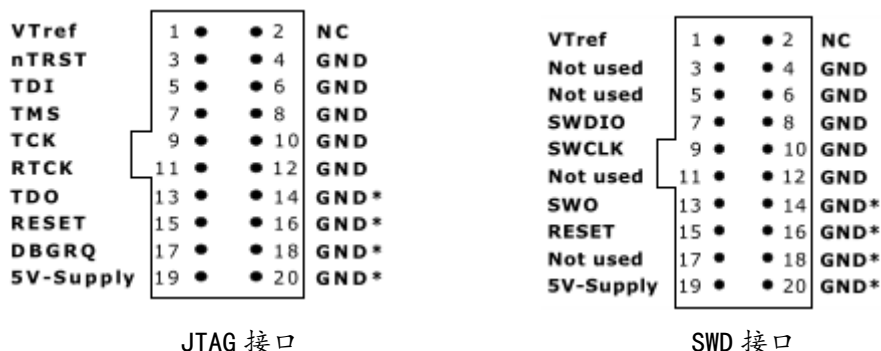 VTref 1 2 NC
nTRST 3 4 GND
TDI 5 6 GND
TMS 7 8 GND
TCK 9 10 GND
RTCK 11 12 GND
TDO 13 14 GND*
RESET 15 16 GND*
DBGRQ 17 18 GND*
5V-Supply 19 20 GND*
JTAG 接口
VTref 1 2 NC
Not used 3 4 GND
Not used 5 6 GND
SWDIO 7 8 GND
SWCLK 9 10 GND
Not used 11 12 GND
SWO 13 14 GND*
RESET 15 16 GND*
Not used 17 18 GND*
5V-Supply 19 20 GND*
SWD 接口